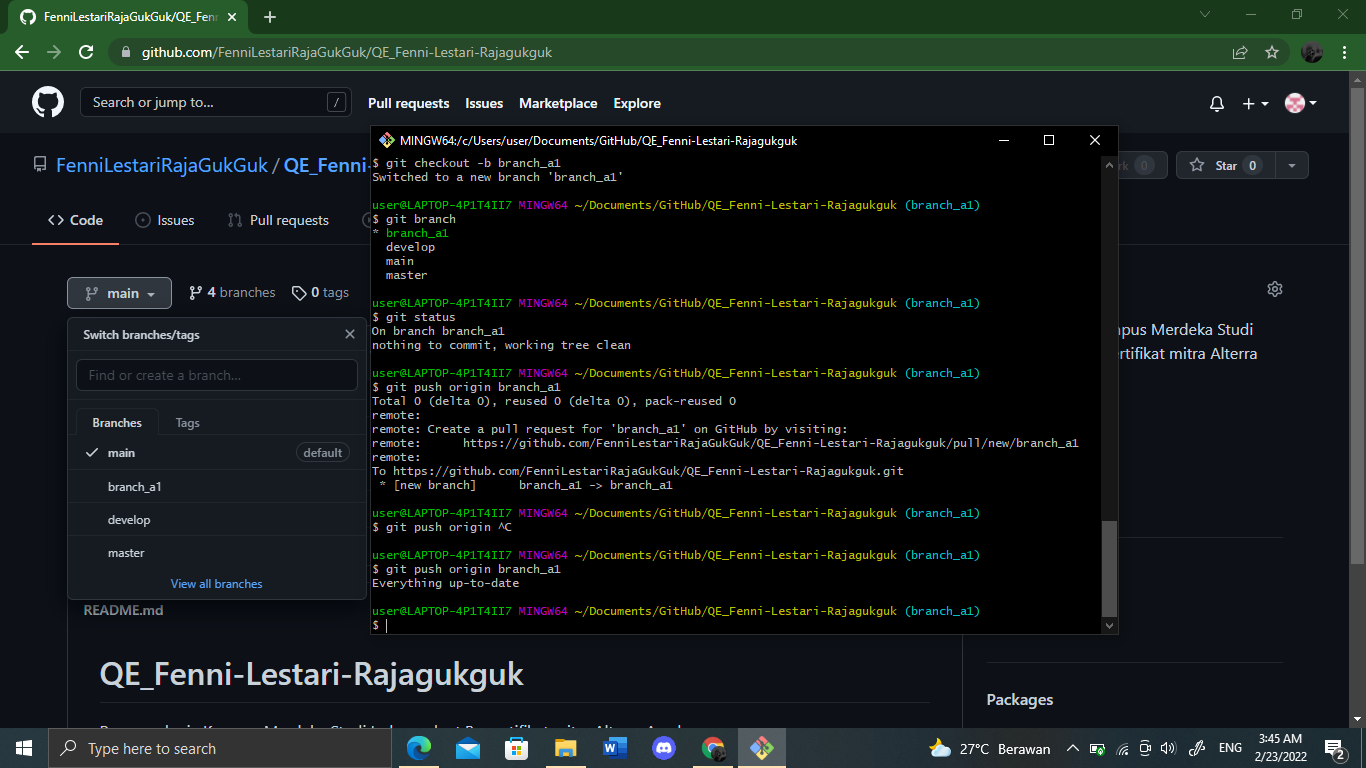 FenniLestariRajaGukGuk/QE_Fenn
github.com/FenniLestariRajaGukGuk/QE_Fenni-Lestari-Rajagukguk
Search or jump to...
/
Pull requests
Issues
Marketplace
Explore
FenniLestariRajaGukGuk / QE_Fenni-
0
Star 0
Code
Issues
Pull requests
main
4 branches
0 tags
Switch branches/tags
Find or create a branch...
Branches
Tags
main
default
branch_a1
develop
master
View all branches
README.md
QE_Fenni-Lestari-Rajagukguk
MINGW64:/c/Users/user/Documents/GitHub/QE_Fenni-Lestari-Rajagukguk
$ git checkout -b branch_a1
Switched to a new branch 'branch_a1'
user@LAPTOP-4P1T4II7 MINGW64 ~/Documents/GitHub/QE_Fenni-Lestari-Rajagukguk (branch_a1)
$ git branch
* branch_a1
develop
main
master
user@LAPTOP-4P1T4II7 MINGW64 ~/Documents/GitHub/QE_Fenni-Lestari-Rajagukguk (branch_a1)
$ git status
On branch branch_a1
nothing to commit, working tree clean
user@LAPTOP-4P1T4II7 MINGW64 ~/Documents/GitHub/QE_Fenni-Lestari-Rajagukguk (branch_a1)
$ git push origin branch_a1
Total 0 (delta 0), reused 0 (delta 0), pack-reused 0
remote:
remote: Create a pull request for 'branch_a1' on GitHub by visiting:
remote:      https://github.com/FenniLestariRajaGukGuk/QE_Fenni-Lestari-Rajagukguk/pull/new/branch_a1
remote:
To https://github.com/FenniLestariRajaGukGuk/QE_Fenni-Lestari-Rajagukguk.git
* [new branch]      branch_a1 -> branch_a1
user@LAPTOP-4P1T4II7 MINGW64 ~/Documents/GitHub/QE_Fenni-Lestari-Rajagukguk (branch_a1)
$ git push origin ^C
user@LAPTOP-4P1T4II7 MINGW64 ~/Documents/GitHub/QE_Fenni-Lestari-Rajagukguk (branch_a1)
$ git push origin branch_a1
Everything up-to-date
user@LAPTOP-4P1T4II7 MINGW64 ~/Documents/GitHub/QE_Fenni-Lestari-Rajagukguk (branch_a1)
$
pus Merdeka Studi
rtifikat mitra Alterra
Packages
Type here to search
27°C Berawan
ENG
3:45 AM
2/23/2022
2